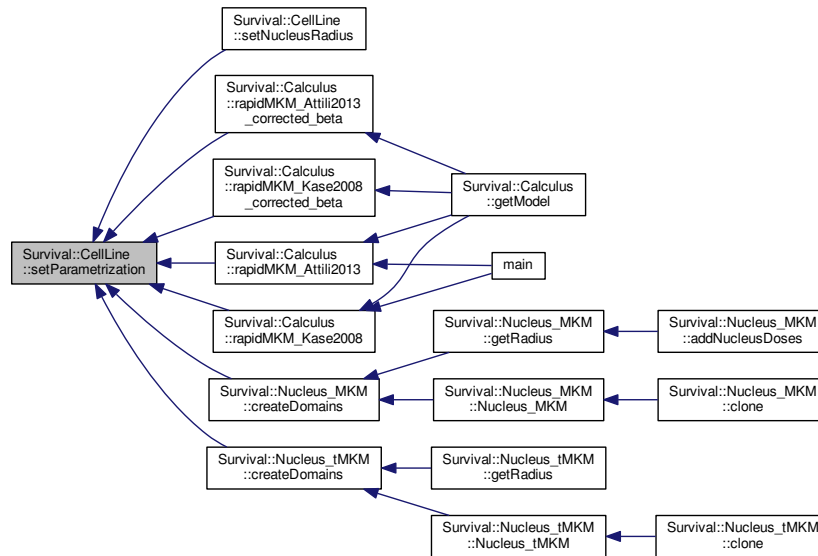 Survival::CellLine
::setNucleusRadius
Survival::Calculus
::rapidMKM_Attili2013
_corrected_beta
Survival::Calculus
::rapidMKM_Kase2008
_corrected_beta
Survival::Calculus
::getModel
Survival::CellLine
::setParametrization
Survival::Calculus
::rapidMKM_Attili2013
main
Survival::Calculus
::rapidMKM_Kase2008
Survival::Nucleus_MKM
::getRadius
Survival::Nucleus_MKM
::addNucleusDoses
Survival::Nucleus_MKM
::createDomains
Survival::Nucleus_MKM
::Nucleus_MKM
Survival::Nucleus_MKM
::clone
Survival::Nucleus_tMKM
::createDomains
Survival::Nucleus_tMKM
::getRadius
Survival::Nucleus_tMKM
::Nucleus_tMKM
Survival::Nucleus_tMKM
::clone